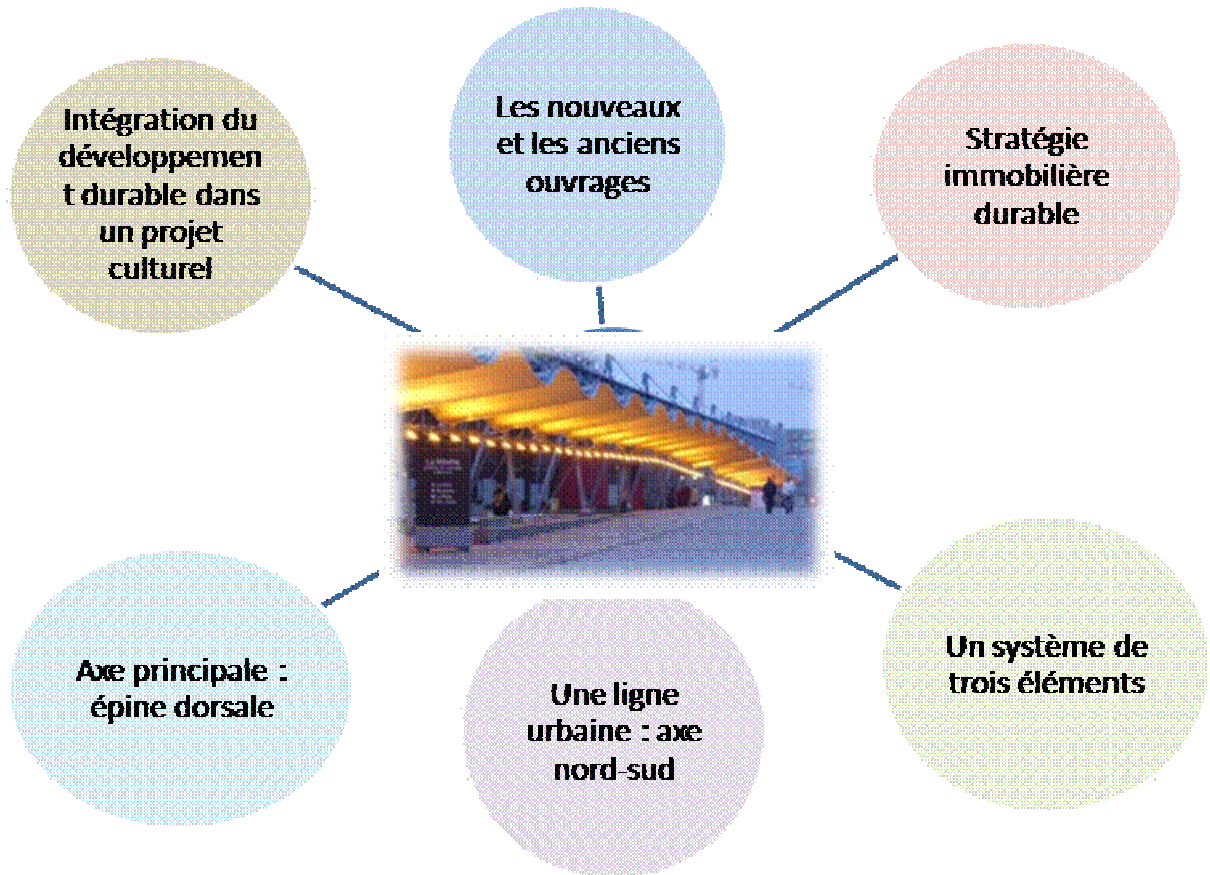 Intégration du
développemen
t durable dans
un projet
culturel
Les nouveaux
et les anciens
ouvrages
Stratégie
immobilière
durable
Axe principale :
épine dorsale
Une ligne
urbaine : axe
nord-sud
Un système de
trois éléments